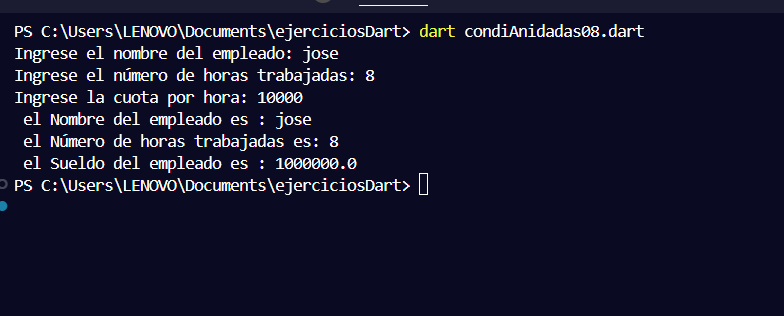 PS C:\Users\LENOVO\Documents\ejerciciosDart> dart condiAnidadas08.dart
Ingrese el nombre del empleado: jose
Ingrese el número de horas trabajadas: 8
Ingrese la cuota por hora: 10000
 el Nombre del empleado es : jose
 el Número de horas trabajadas es: 8
 el Sueldo del empleado es : 1000000.0
PS C:\Users\LENOVO\Documents\ejerciciosDart>